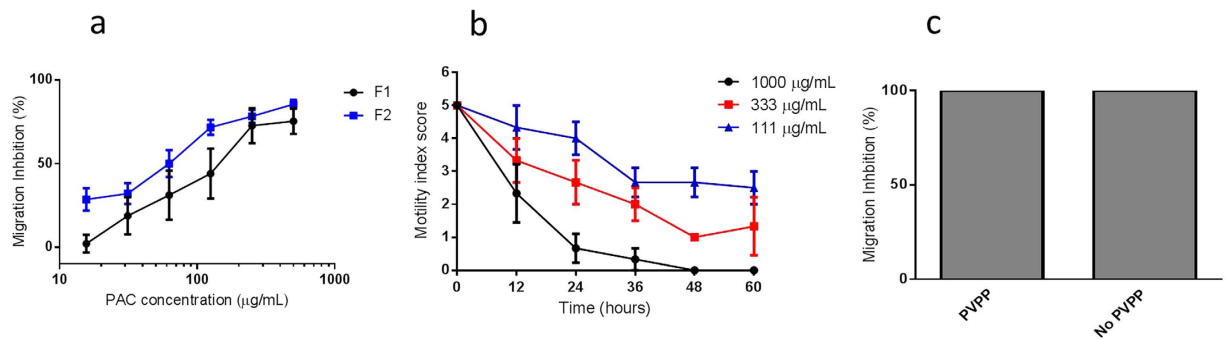 a
b
c
Migration Inhbition (%)
100
50
0
10
100
1000
PAC concentration (µg/mL)
F1
F2
Motility index score
6
5
4
3
2
1
0
0
12
24
36
48
60
Time (hours)
1000 µg/mL
333 µg/mL
111 µg/mL
Migration Inhbition (%)
100
50
0
PVPP
No PVPP